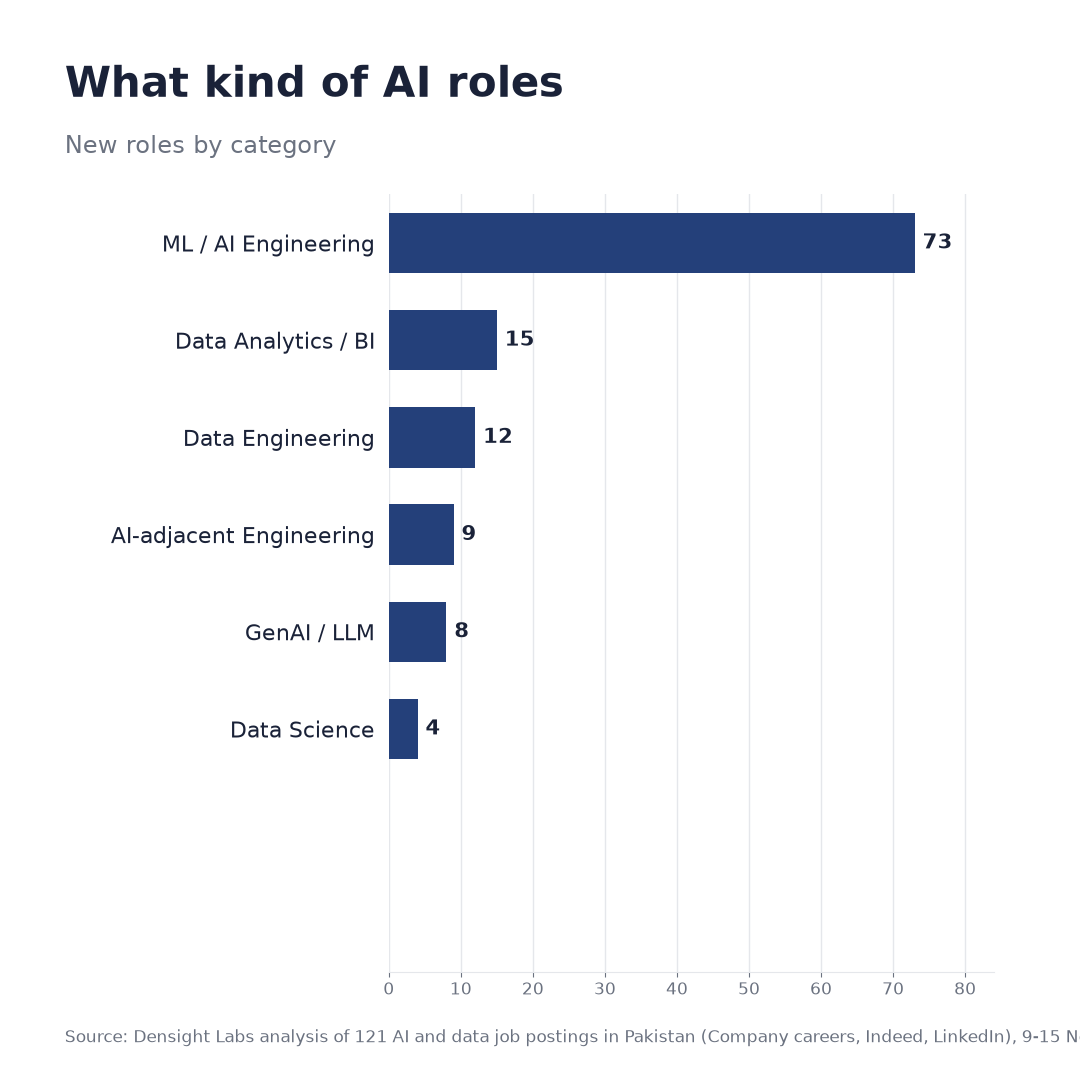 What kind of AI roles
New roles by category
ML / AI Engineering 73
Data Analytics / BI 15
Data Engineering 12
AI-adjacent Engineering 9
GenAI / LLM 8
Data Science 4
0 10 20 30 40 50 60 70 80
Source: Densight Labs analysis of 121 AI and data job postings in Pakistan (Company careers, Indeed, LinkedIn), 9-15